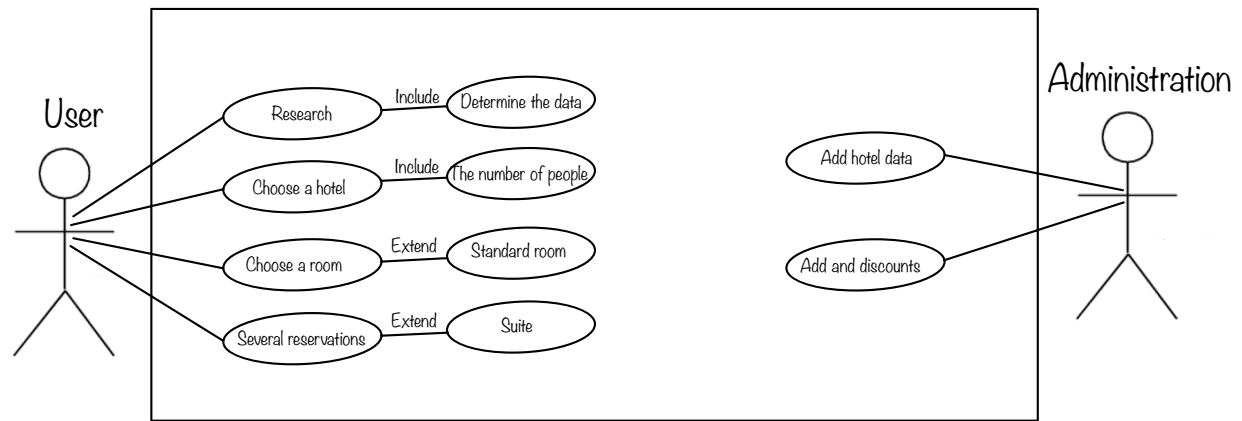 User
Administration
Research
Include
Determine the data
Choose a hotel
Include
The number of people
Choose a room
Extend
Standard room
Several reservations
Extend
Suite
Add hotel data
Add and discounts